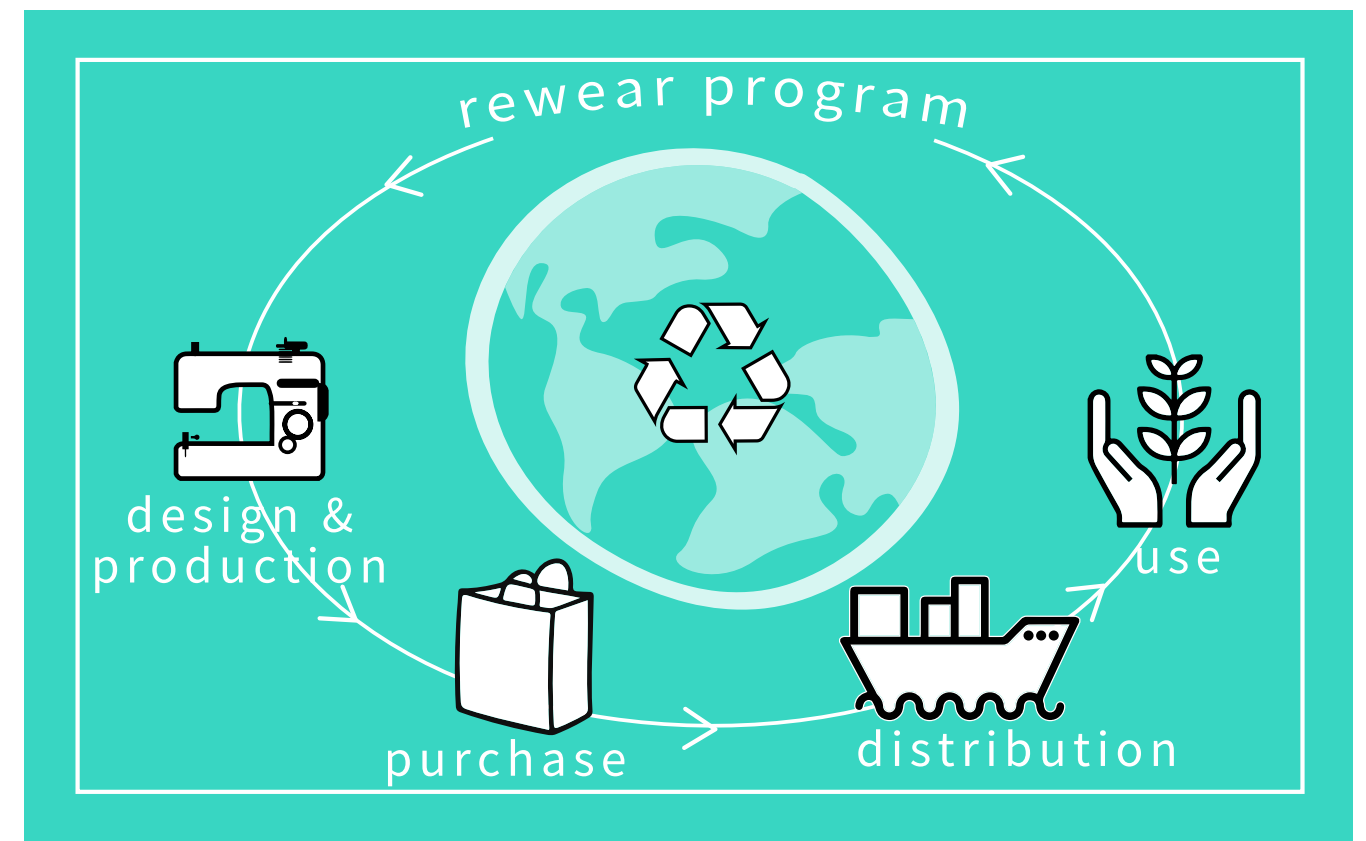 rewear program
design &
production
purchase
distribution
use